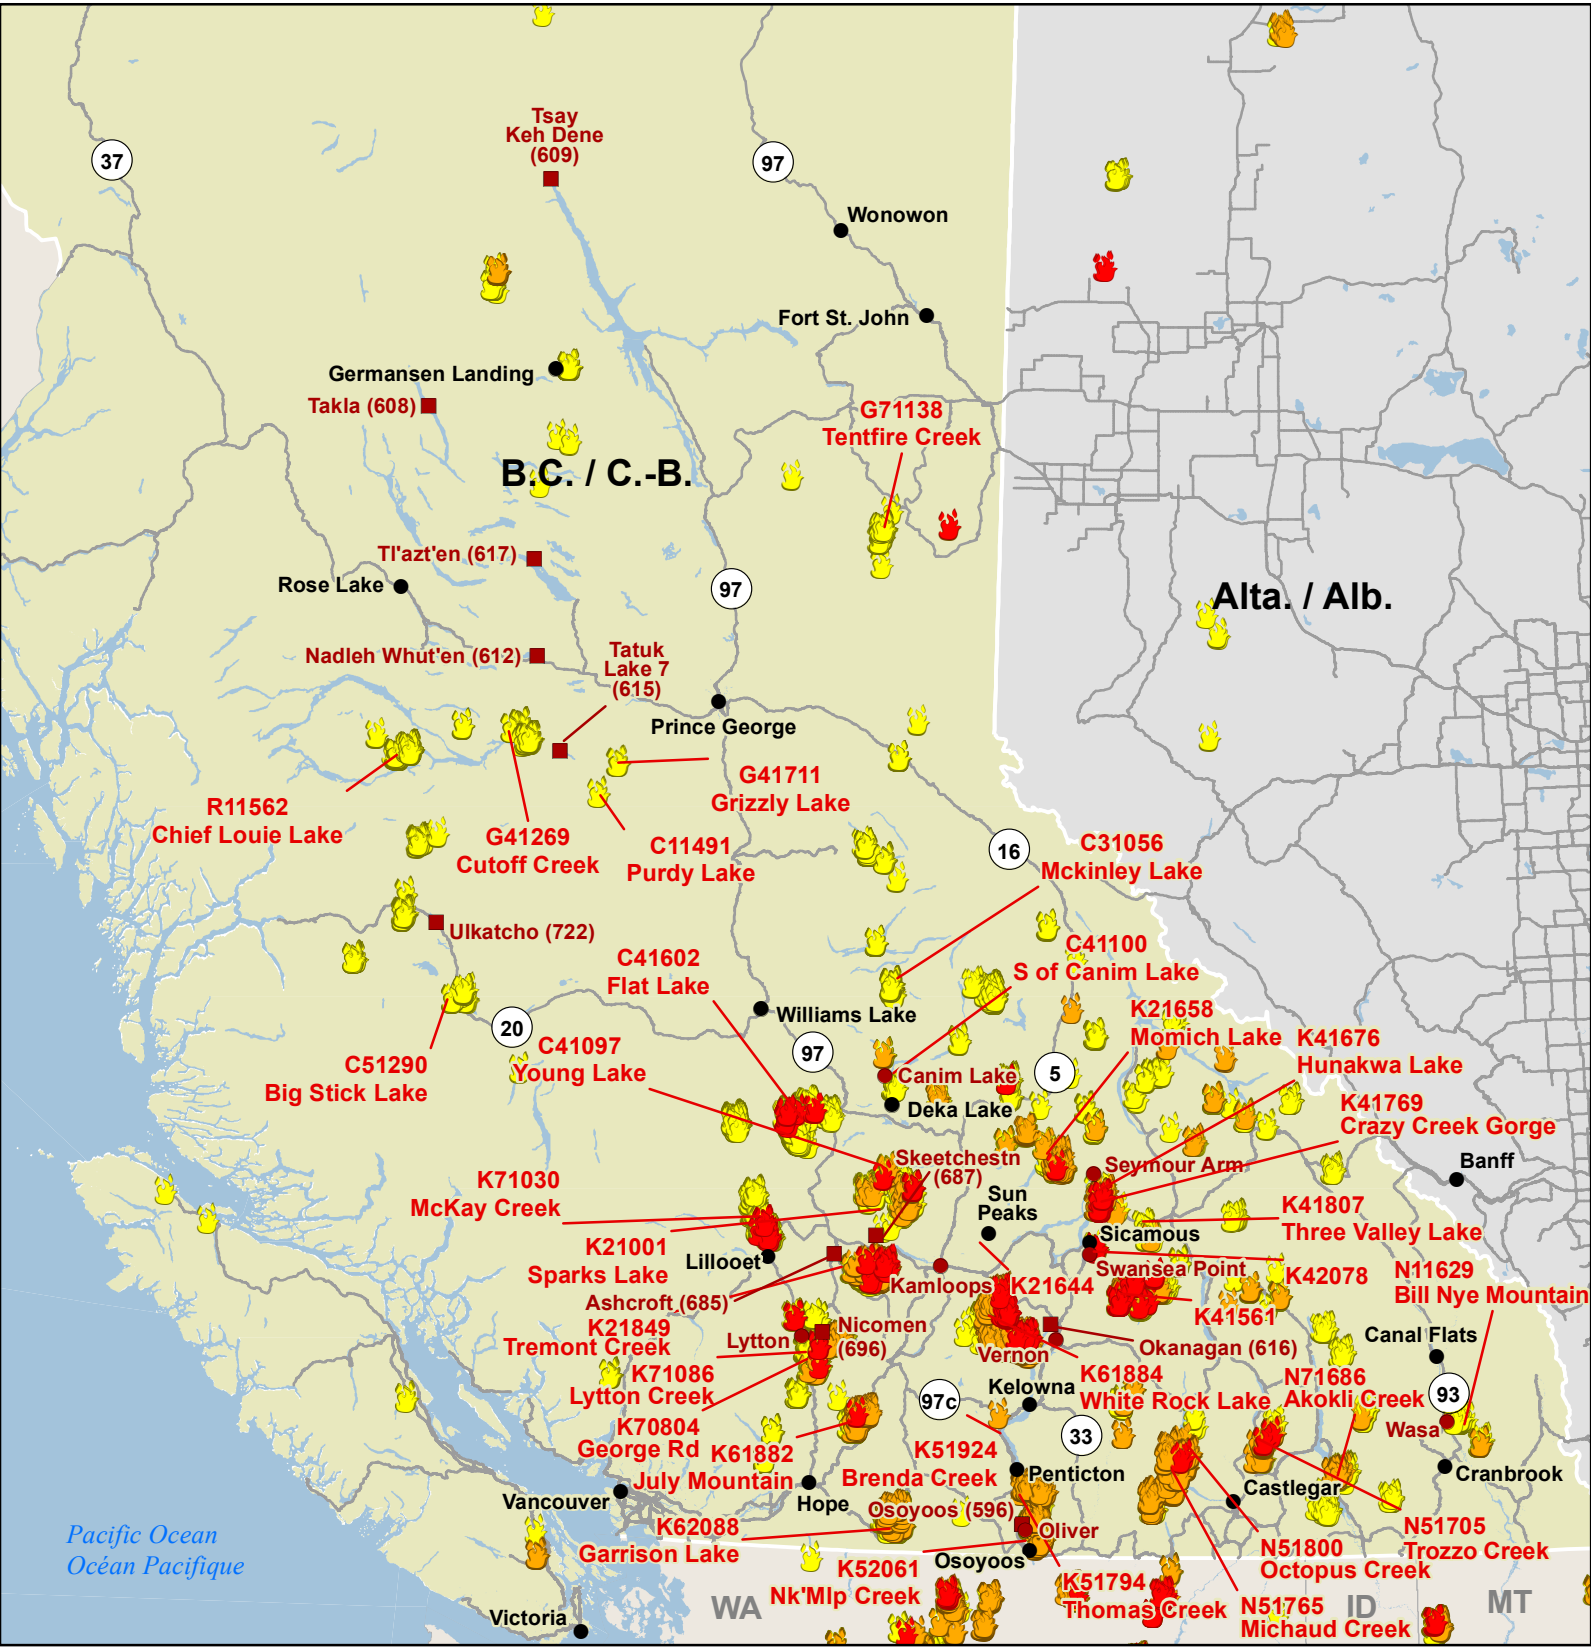 Tsay
Keh Dene
(609)
37
97
Wonowon
Fort St. John
Germansen Landing
Takla (608)
G71138
Tentfire Creek
B.C. / C.-B.
Tl'azt'en (617)
Rose Lake
97
Alta. / Alb.
Nadleh Whut'en (612)
Tatuk
Lake 7
(615)
Prince George
R11562
Chief Louie Lake
G41269
Cutoff Creek
G41711
Grizzly Lake
C11491
Purdy Lake
16
C31056
Mckinley Lake
Ulkatcho (722)
C41602
Flat Lake
C41100
S of Canim Lake
Williams Lake
20
97
C51290
Big Stick Lake
C41097
Young Lake
K21658
Momich Lake
K41676
Hunakwa Lake
Canim Lake
5
Deka Lake
K41769
Crazy Creek Gorge
Banff
Skeetchestn
(687)
Seymour Arm
K71030
McKay Creek
Sun
Peaks
K41807
Three Valley Lake
Sicamous
K21001
Sparks Lake
Lillooet
Swansea Point
K42078
N11629
Bill Nye Mountain
Kamloops
K21644
Ashcroft (685)
K41561
K21849
Tremont Creek
Lytton
Nicomen
(696)
Vernon
Okanagan (616)
Canal Flats
K71086
Lytton Creek
97c
Kelowna
K61884
White Rock Lake
N71686
Akokli Creek
93
Wasa
K70804
George Rd
K61882
July Mountain
K51924
Brenda Creek
33
Penticton
Cranbrook
Castlegar
Vancouver
Hope
Osoyoos (596)
Pacific Ocean
Océan Pacifique
K62088
Garrison Lake
Oliver
Osoyoos
N51705
Trozzo Creek
N51800
Octopus Creek
K52061
Nk'Mlp Creek
K51794
Thomas Creek
N51765
Michaud Creek
Victoria
WA
ID
MT